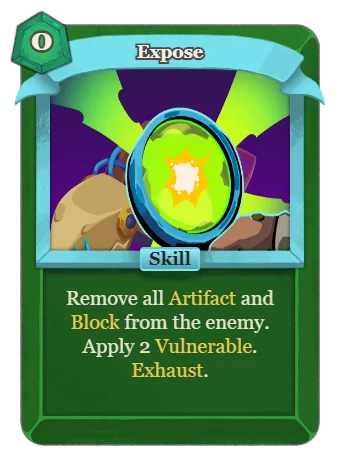 0
Expose
Skill
Remove all Artifact and
Block from the enemy.
Apply 2 Vulnerable.
Exhaust.